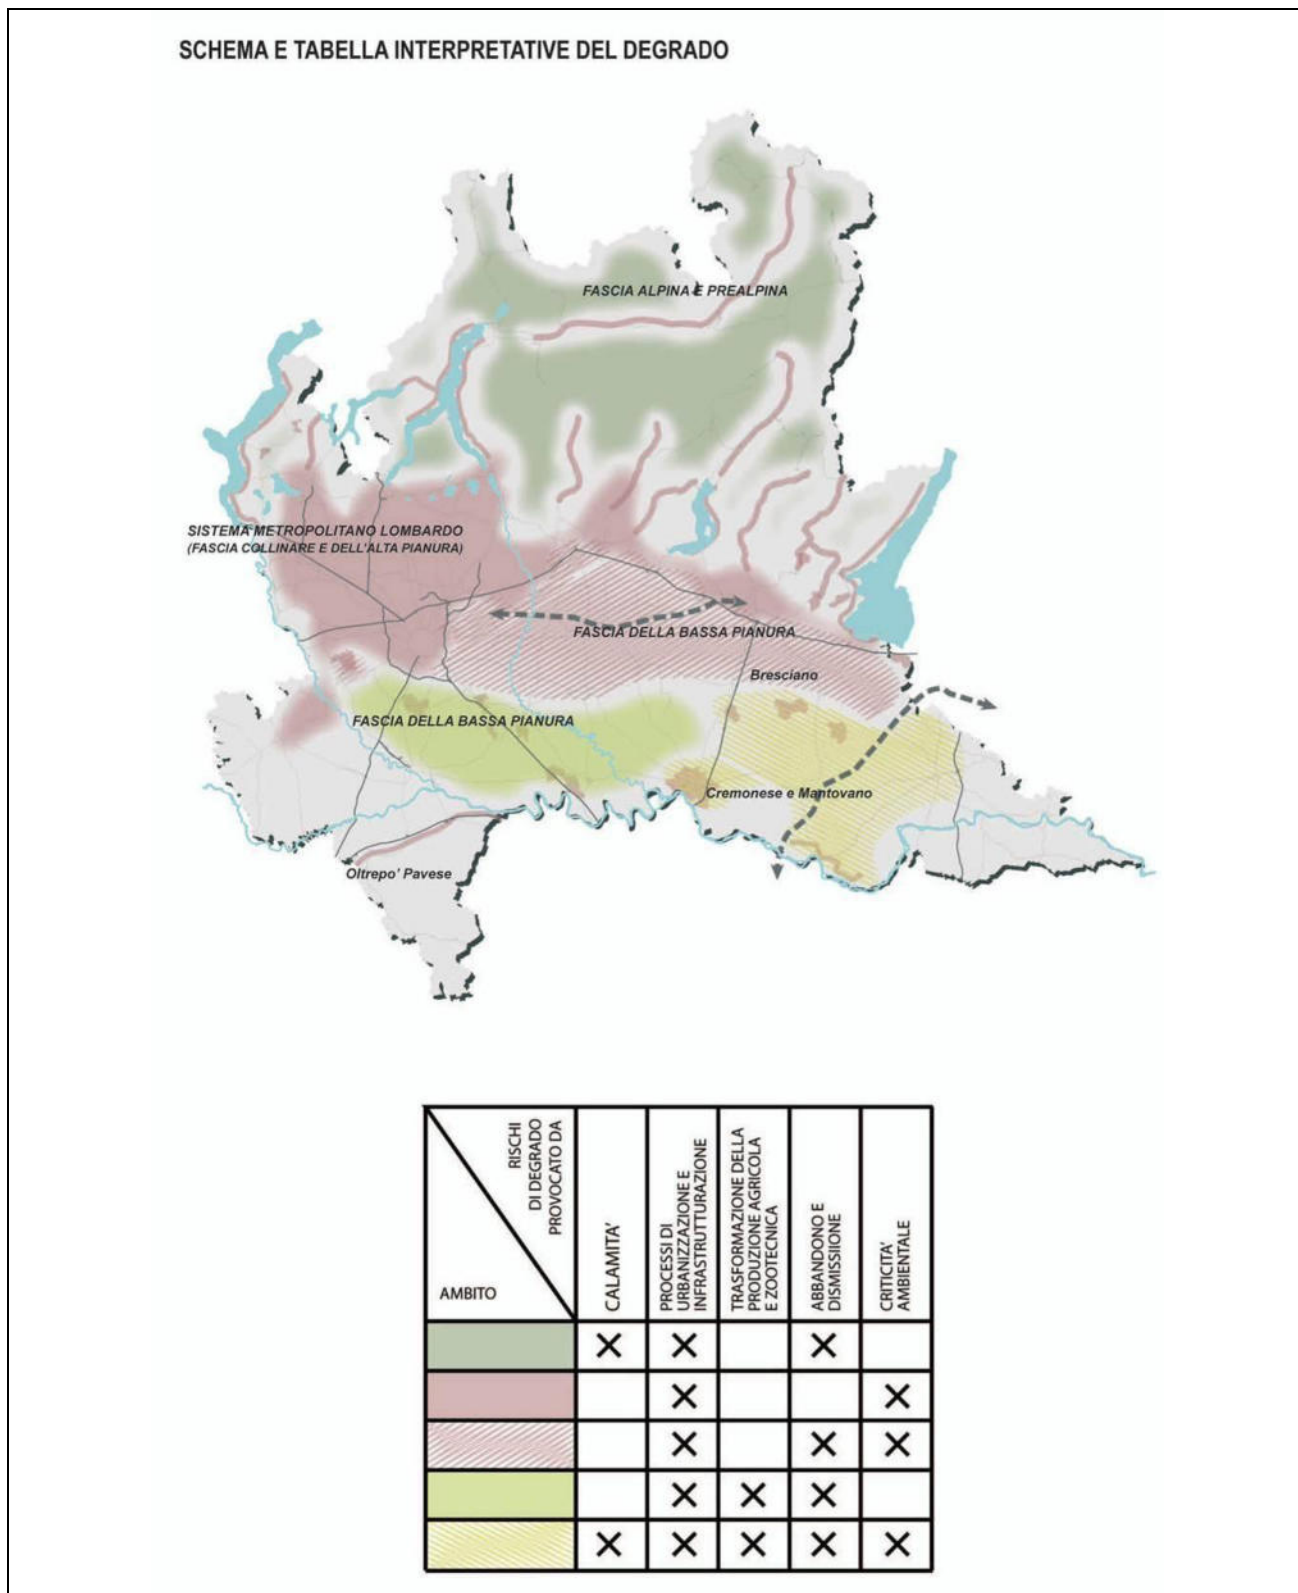 SCHEMA E TABELLA INTERPRETATIVE DEL DEGRADO
FASCIA ALPINA E PREALPINA
SISTEMA METROPOLITANO LOMBARDO
(FASCIA COLLINARE E DELL'ALTA PIANURA)
FASCIA DELLA BASSA PIANURA
Bresciano
FASCIA DELLA BASSA PIANURA
Cremonese e Mantovano
Oltrepo' Pavese
RISCHI
DI DEGRADO
PROVOCATO DA
AMBITO
CALAMITA'
PROCESSI DI
URBANIZZAZIONE E
INFRASTRUTTURAZIONE
TRASFORMAZIONE DELLA
PRODUZIONE AGRICOLA
E ZOOTECNICA
ABBANDONO E
DISMISSIIONE
CRITICITA'
AMBIENTALE
X X X
X X
X X X
X X X
X X X X X